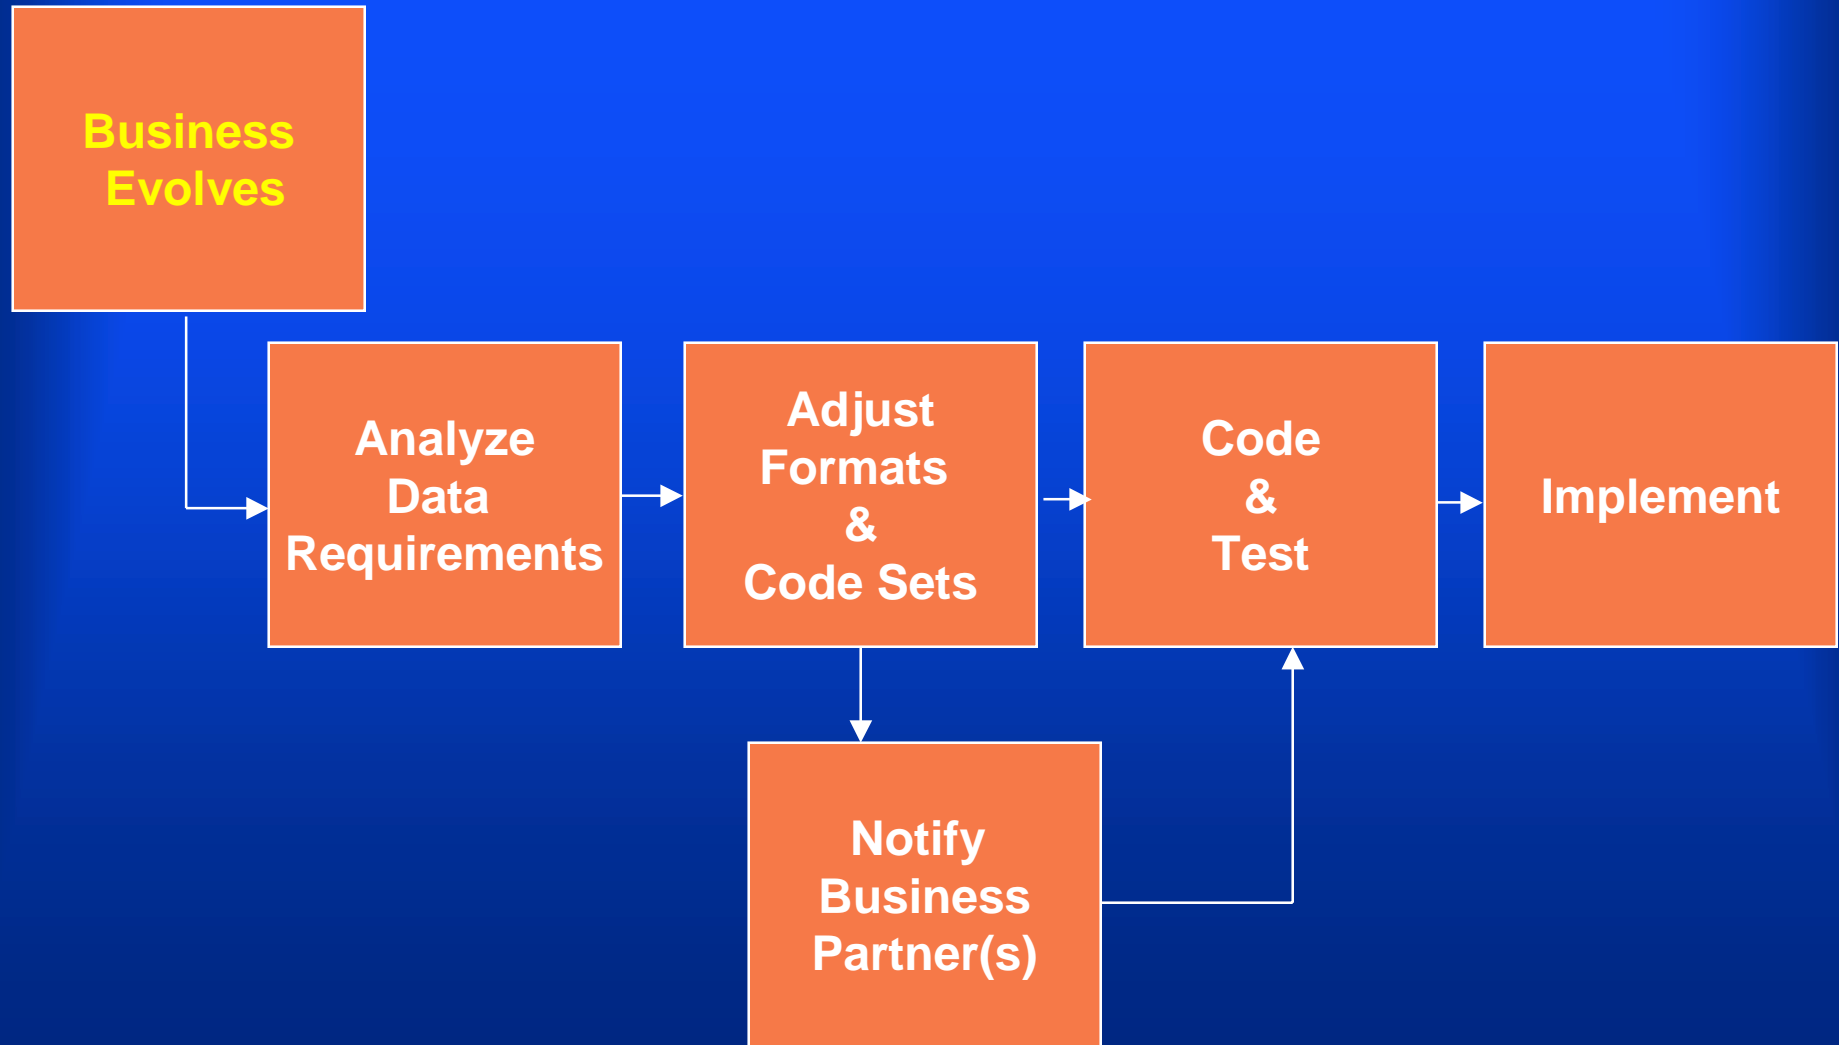 Business
Evolves
Analyze
Data
Requirements
Adjust
Formats
&
Code Sets
Code
&
Test
Implement
Notify
Business
Partner(s)